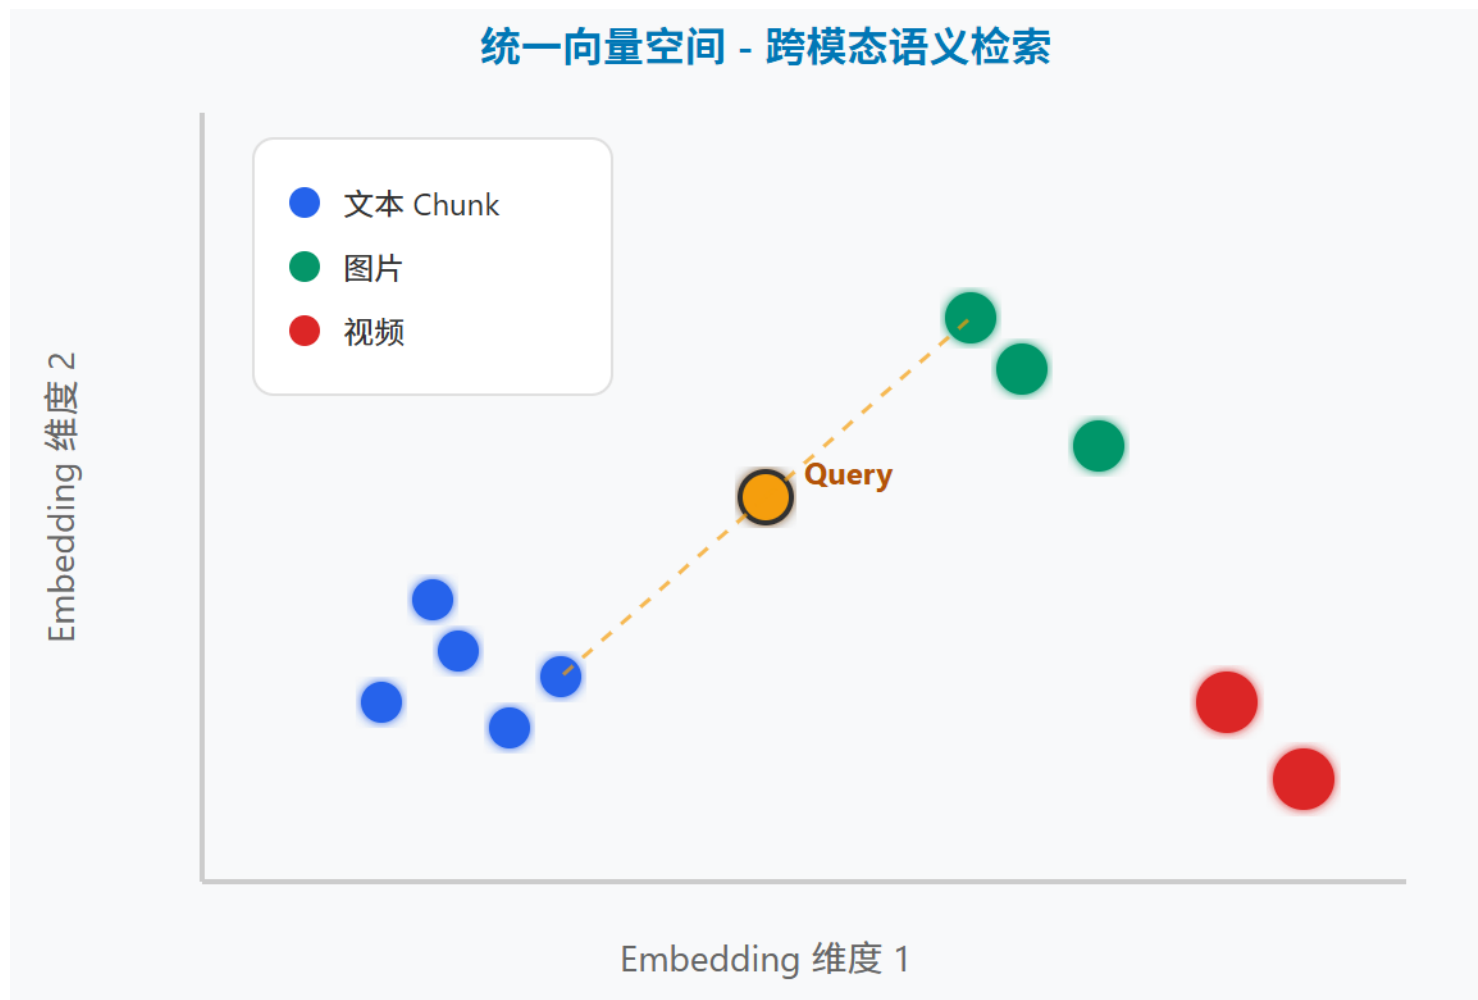 统一向量空间 - 跨模态语义检索
文本 Chunk
图片
视频
Query
Embedding 维度 2
Embedding 维度 1